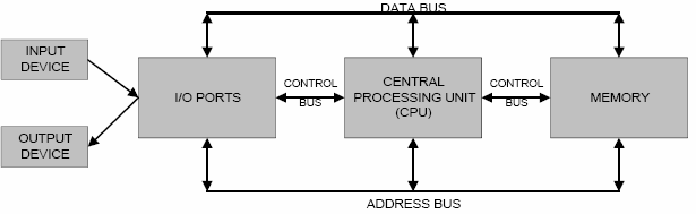 DATA BUS
INPUT
DEVICE
I/O PORTS
CONTROL
BUS
CENTRAL
PROCESSING UNIT
(CPU)
CONTROL
BUS
MEMORY
OUTPUT
DEVICE
ADDRESS BUS